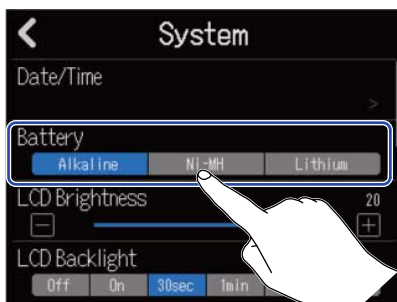 System
Date/Time
>
Battery
Alkaline Ni-MH Lithium
LCD Brightness 20
- +
LCD Backlight
Off On 30sec 1min